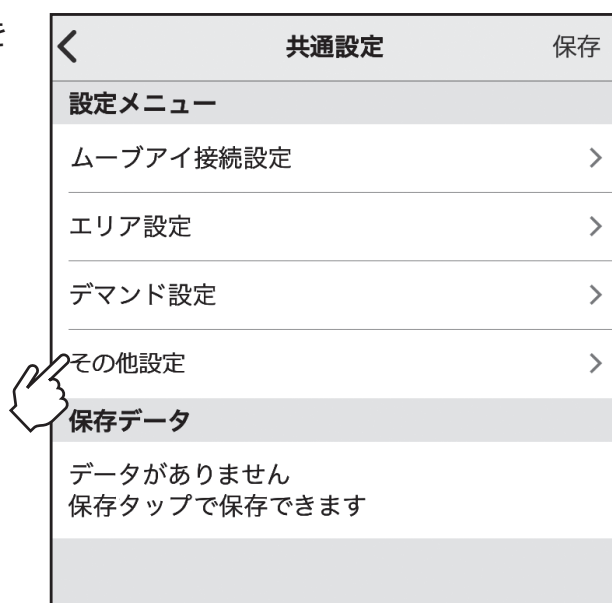 を
共通設定 保存
設定メニュー
ムーブアイ接続設定
エリア設定
デマンド設定
その他設定
保存データ
データがありません
保存タップで保存できます